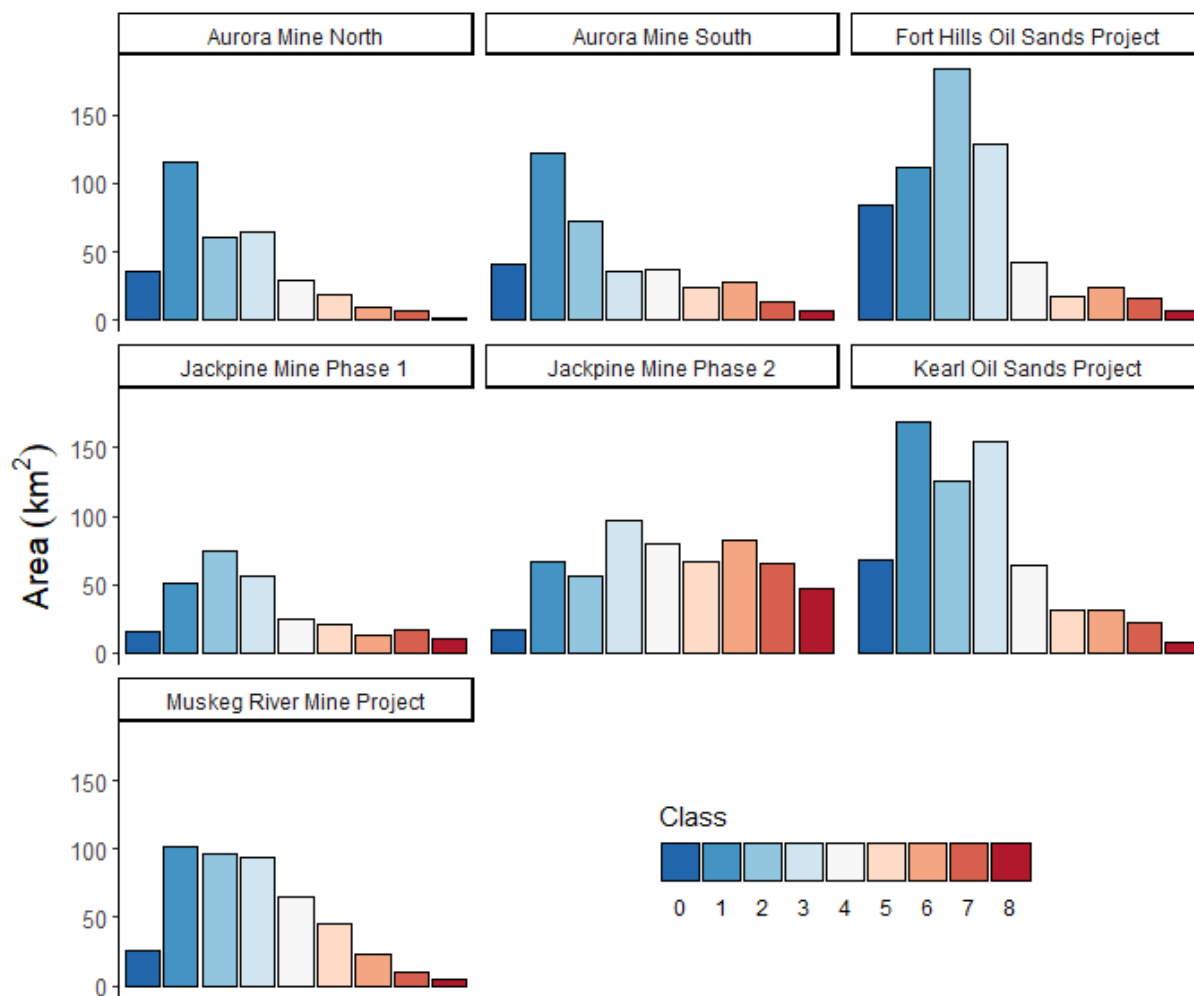 Aurora Mine North
Aurora Mine South
Fort Hills Oil Sands Project
150
100
50
0
Jackpine Mine Phase 1
Jackpine Mine Phase 2
Kearl Oil Sands Project
Area (km²)
150
100
50
0
Muskeg River Mine Project
150
100
50
0
Class
0 1 2 3 4 5 6 7 8